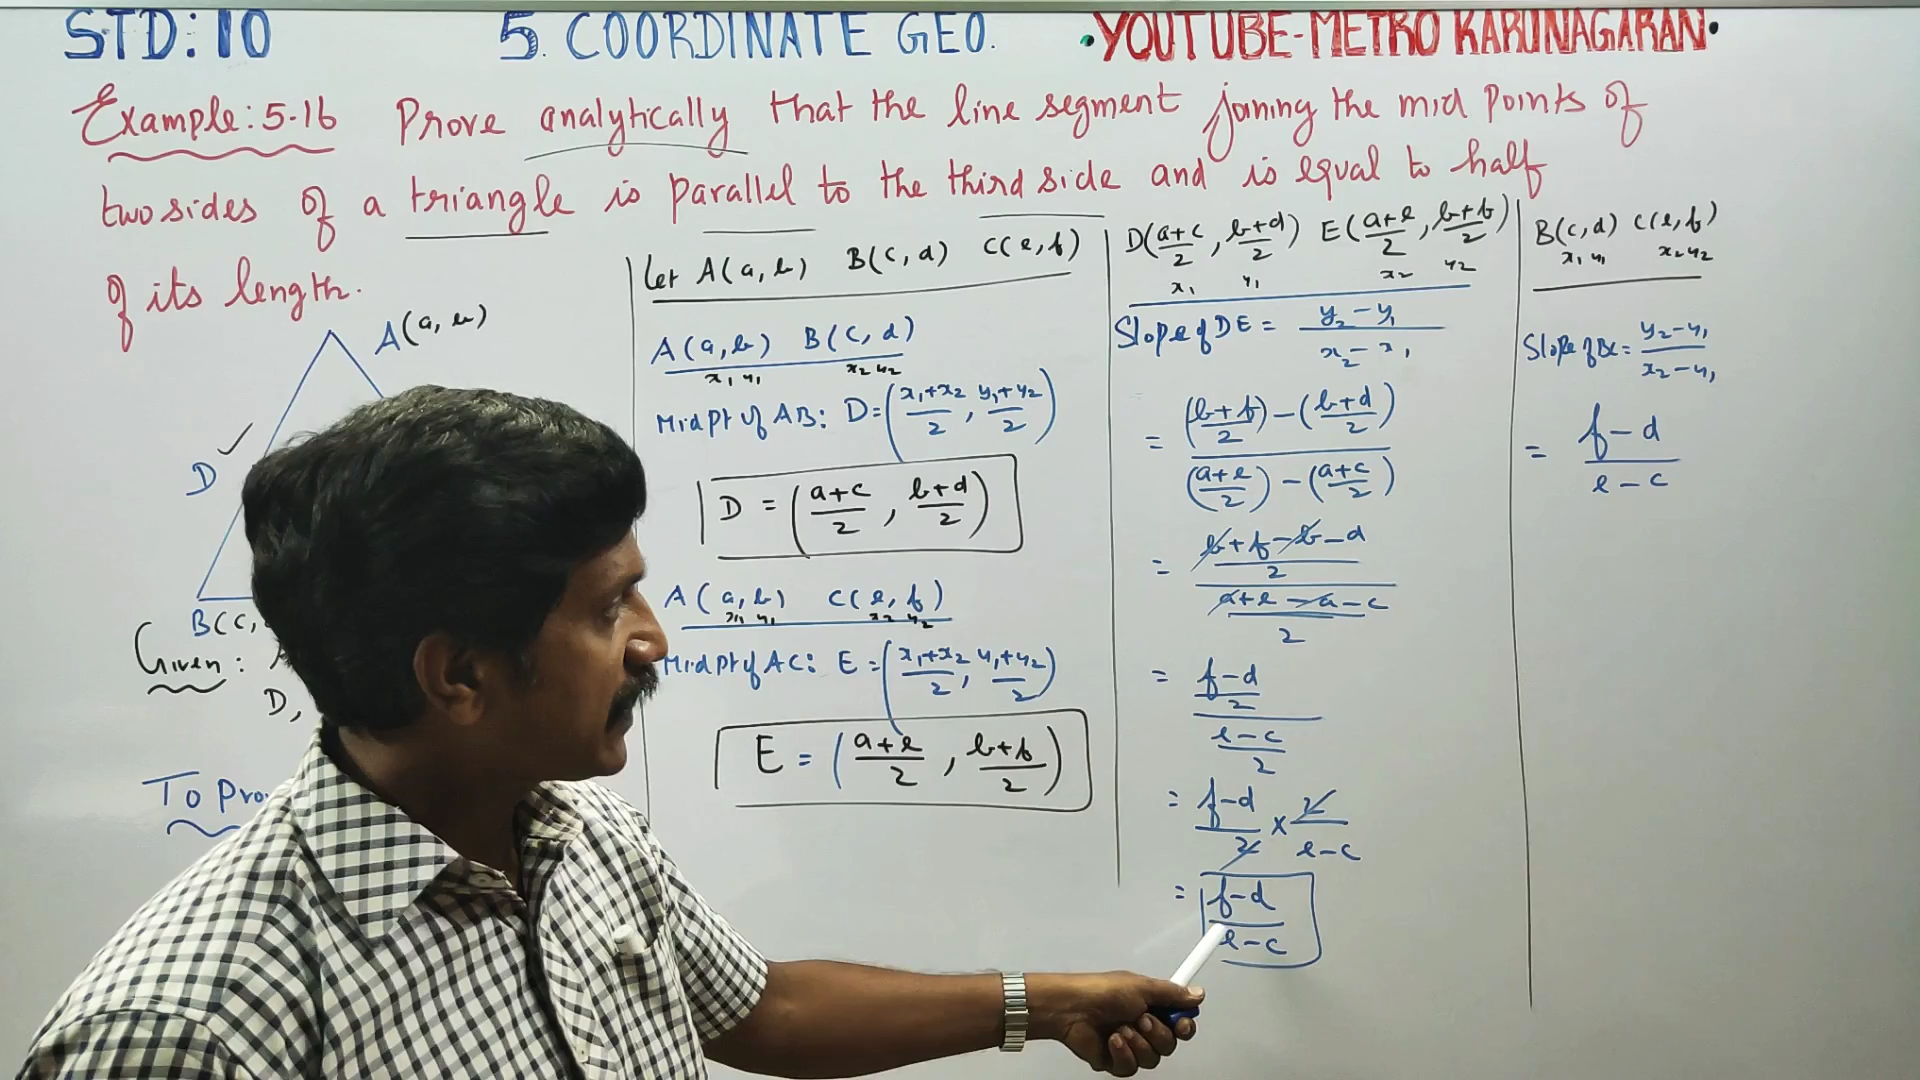 STD: 10
5. COORDINATE GEO.
•YOUTUBE-METRO KARUNAGARAN•
Example: 5.16 Prove analytically that the line segment joining the mid points of
two sides of a triangle is parallel to the third side and is equal to half
of its length.
A(a, b)
D
B(c,
Given:
D,
To Pro
Let A(a, b) B(c, d) C(e, f)
A(a, b) B(c, d)
x₁ y₁ x₂ y₂
Mid pt of AB: D = (x₁+x₂/2, y₁+y₂/2)
D = (a+c/2, b+d/2)
A(a, b) C(e, f)
x₁ y₁ x₂ y₂
Mid pt of AC: E = (x₁+x₂/2, y₁+y₂/2)
E = (a+e/2, b+f/2)
D(a+c/2, b+d/2) E(a+e/2, b+f/2)
x₁ y₁ x₂ y₂
Slope of DE = y₂-y₁/x₂-x₁
= (b+f/2)-(b+d/2)/(a+e/2)-(a+c/2)
= b+f-b-d/2/a+e-a-c/2
= f-d/2/e-c/2
= f-d/2 × 2/e-c
= f-d/e-c
B(c, d) C(e, f)
x₁ y₁ x₂ y₂
Slope of BC = y₂-y₁/x₂-y₁
= f-d/e-c